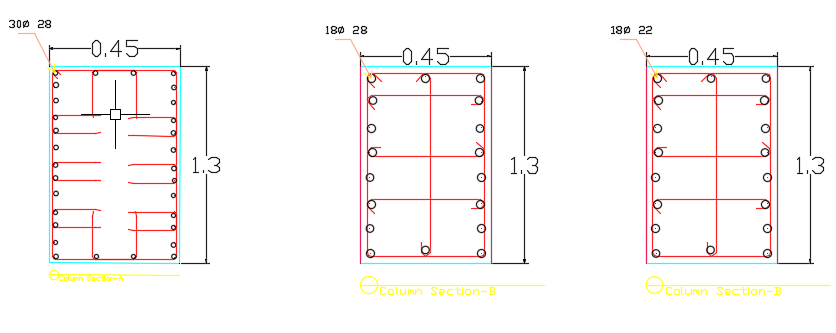 30Ø 28
0,45
1,3
Column Section-A
18Ø 28
0,45
1,3
Column Section-B
18Ø 22
0,45
1,3
Column Section-B